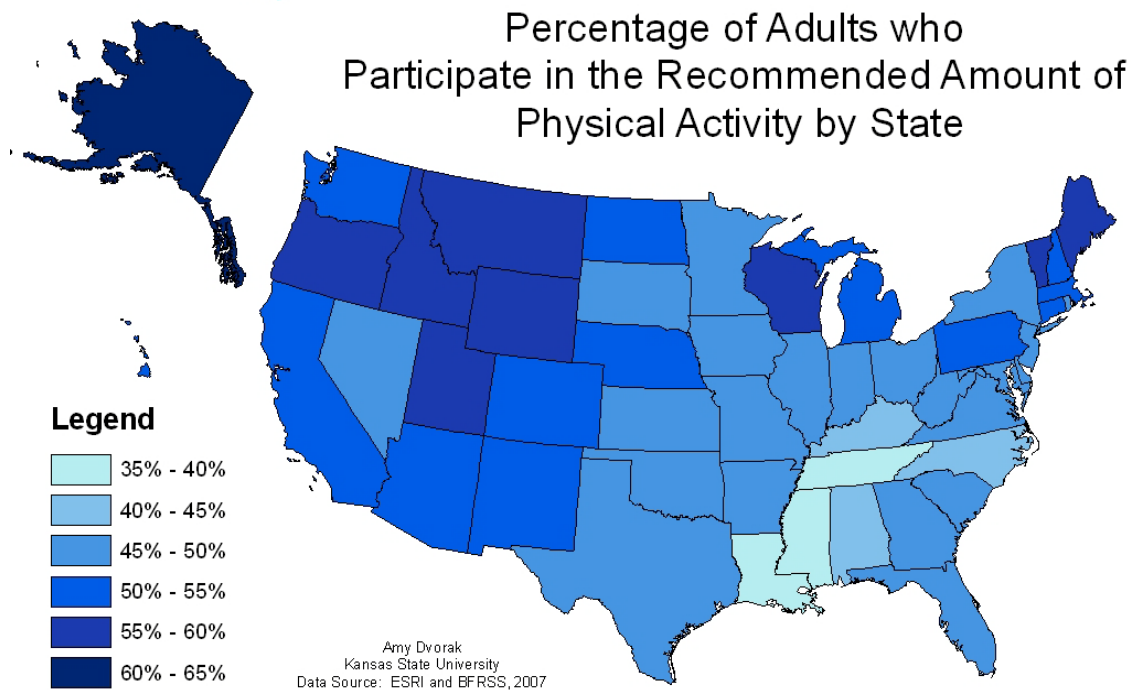 Percentage of Adults who
Participate in the Recommended Amount of
Physical Activity by State
Legend
35% - 40%
40% - 45%
45% - 50%
50% - 55%
55% - 60%
60% - 65%
Amy Dvorak
Kansas State University
Data Source: ESRI and BFRSS, 2007